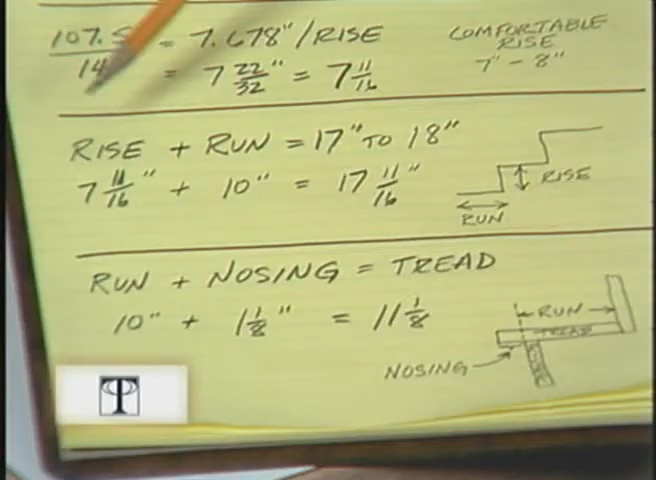 107.5 = 7.678"/RISE
14 = 7 22/32" = 7 11/16
COMFORTABLE
RISE
7" - 8"
RISE + RUN = 17" TO 18"
7 11/16" + 10" = 17 11/16"
RISE
RUN
RUN + NOSING = TREAD
10" + 1 1/8" = 11 1/8
RUN
TREAD
NOSING